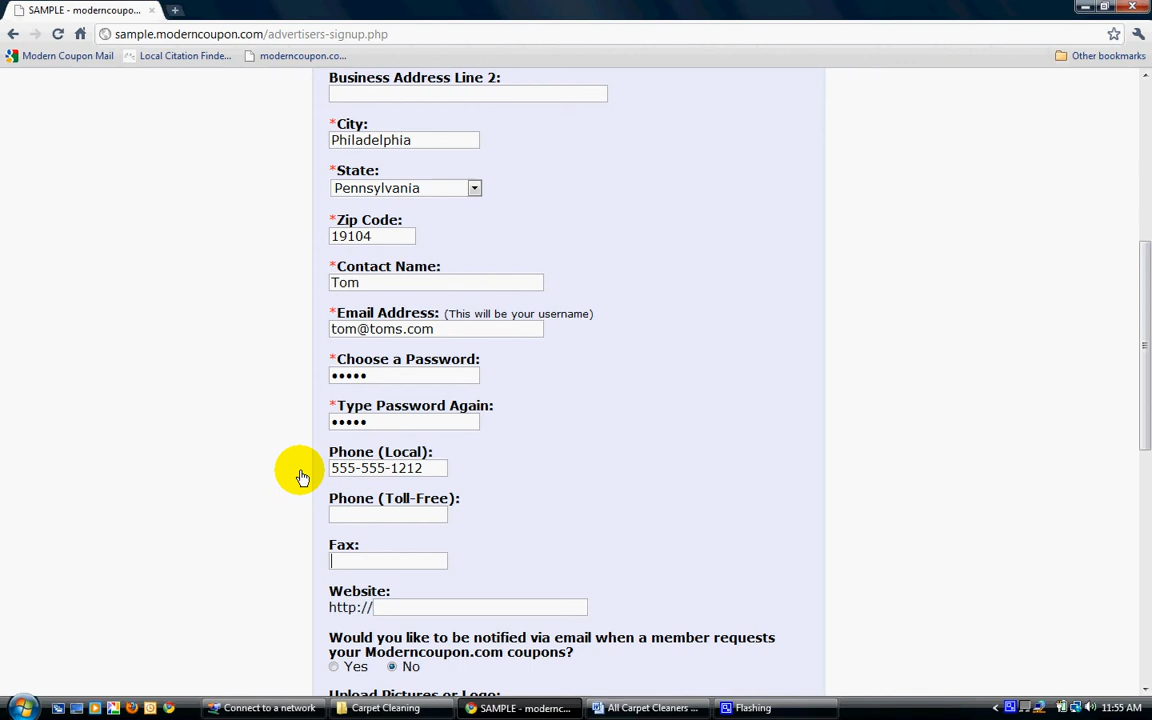 SAMPLE - moderncoupo...
sample.moderncoupon.com/advertisers-signup.php
Modern Coupon Mail
Local Citation Finde...
moderncoupon.co...
Other bookmarks
Business Address Line 2:
*City:
Philadelphia
*State:
Pennsylvania
*Zip Code:
19104
*Contact Name:
Tom
*Email Address: (This will be your username)
tom@toms.com
*Choose a Password:
•••••
*Type Password Again:
•••••
Phone (Local):
555-555-1212
Phone (Toll-Free):
Fax:
Website:
http://
Would you like to be notified via email when a member requests
your Moderncoupon.com coupons?
Yes No
Upload Pictures or Logo:
Connect to a network
Carpet Cleaning
SAMPLE - modernc...
All Carpet Cleaners ...
Flashing
11:55 AM